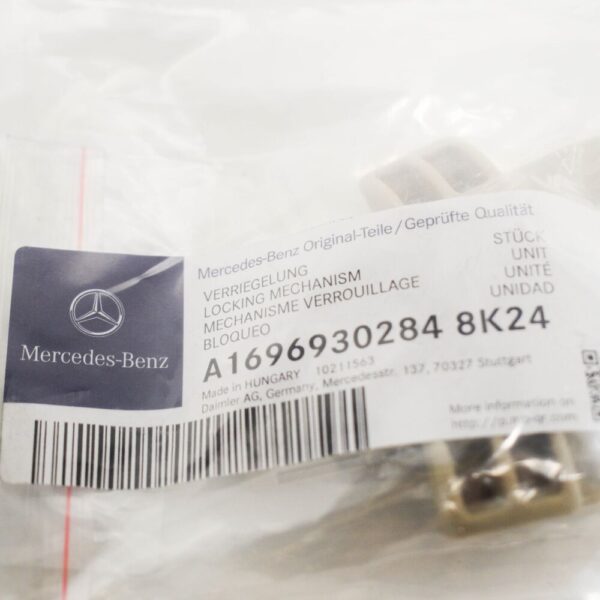 Mercedes-Benz
Mercedes-Benz Original-Teile/Geprüfte Qualität
VERRIEGELUNG
LOCKING MECHANISM
MECHANISME VERROUILLAGE
BLOQUEO
STÜCK
UNIT
UNITÉ
UNIDAD
A1696930284 8K24
Made in HUNGARY 10211563
Daimler AG, Germany, Mercedesstr. 137, 70327 Stuttgart
More information on